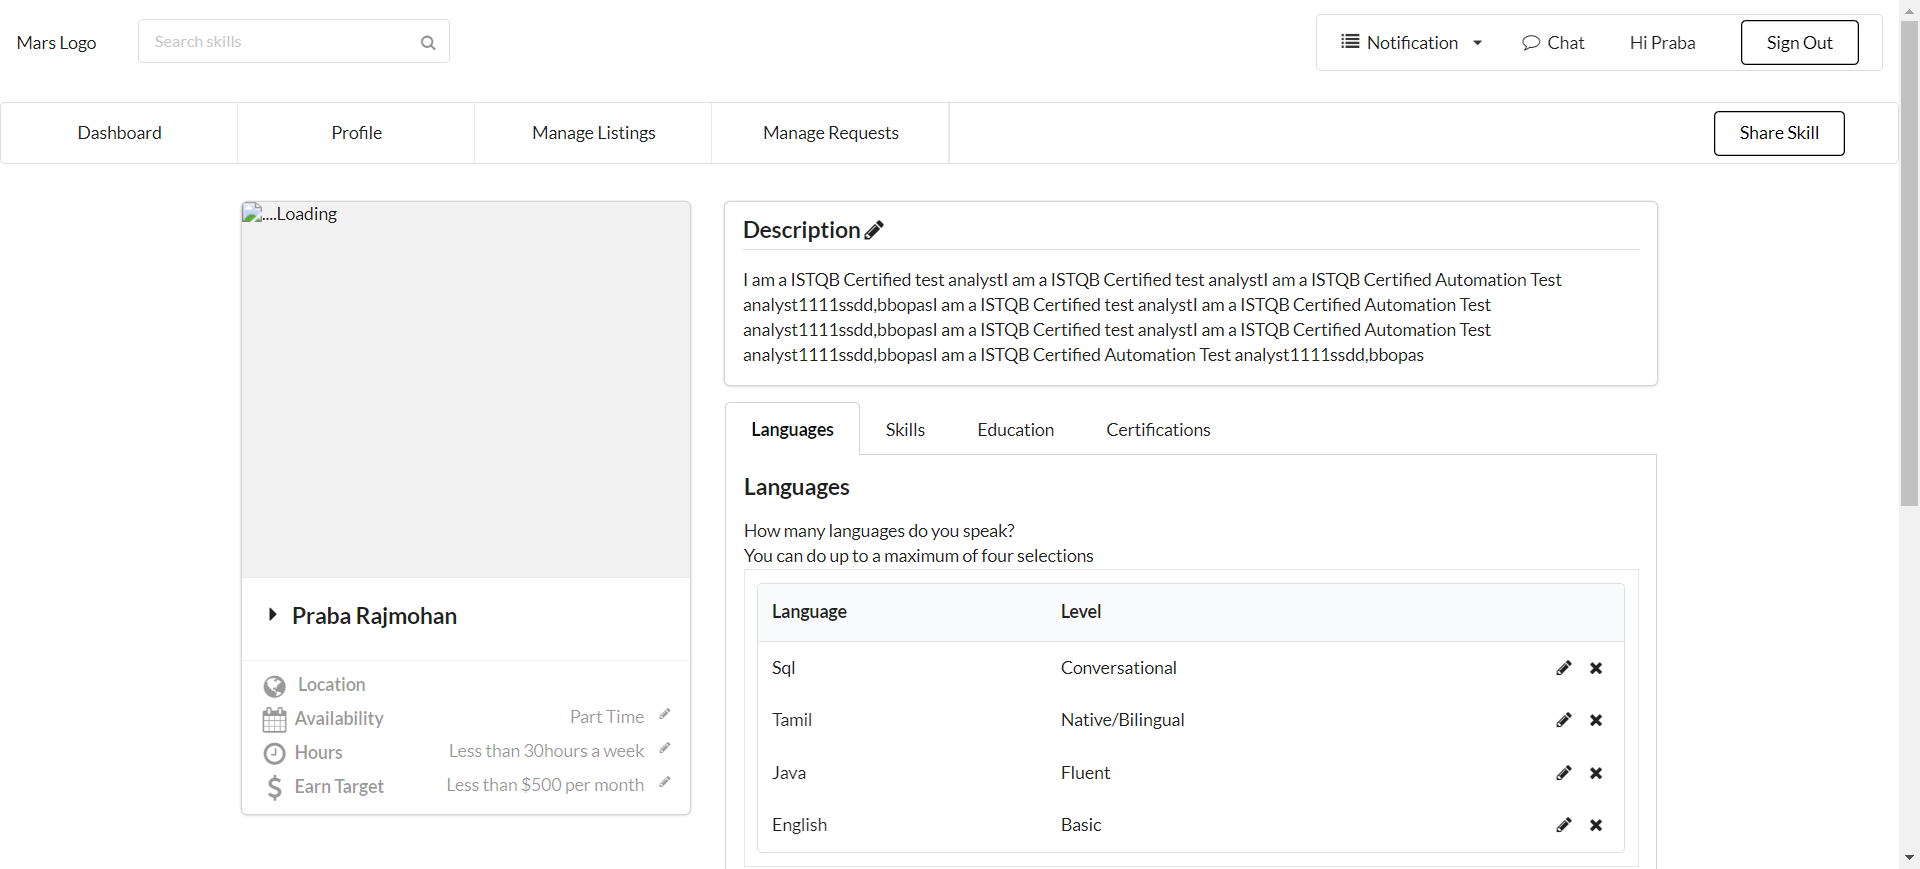 Mars Logo
Search skills
Notification
Chat
Hi Praba
Sign Out
Dashboard
Profile
Manage Listings
Manage Requests
Share Skill
....Loading
Praba Rajmohan
Location
Availability Part Time
Hours Less than 30hours a week
Earn Target Less than $500 per month
Description
I am a ISTQB Certified test analystI am a ISTQB Certified test analystI am a ISTQB Certified Automation Test
analyst1111ssdd,bbopasI am a ISTQB Certified test analystI am a ISTQB Certified Automation Test
analyst1111ssdd,bbopasI am a ISTQB Certified test analystI am a ISTQB Certified Automation Test
analyst1111ssdd,bbopasI am a ISTQB Certified Automation Test analyst1111ssdd,bbopas
Languages
Skills
Education
Certifications
Languages
How many languages do you speak?
You can do up to a maximum of four selections
Language Level
Sql Conversational
Tamil Native/Bilingual
Java Fluent
English Basic